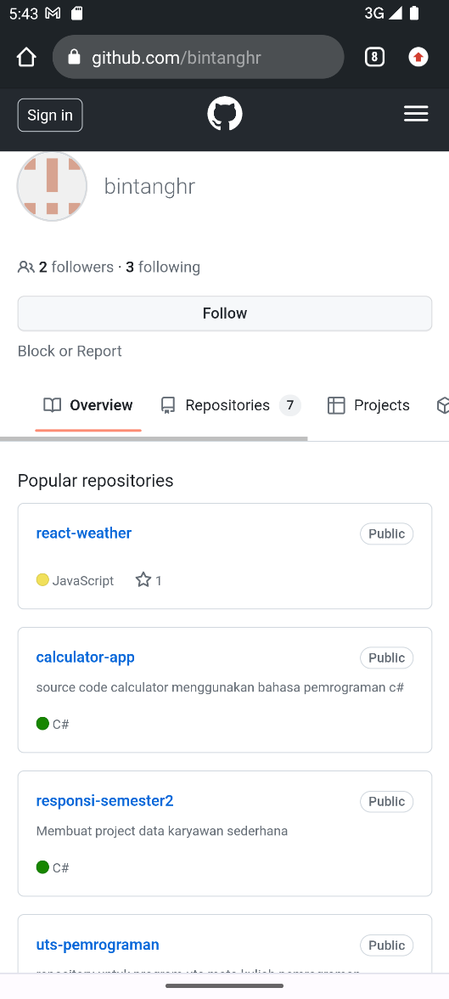 5:43
3G
github.com/bintanghr
8
Sign in
bintanghr
2 followers · 3 following
Follow
Block or Report
Overview
Repositories 7
Projects
Popular repositories
react-weather
Public
JavaScript
1
calculator-app
Public
source code calculator menggunakan bahasa pemrograman c#
C#
responsi-semester2
Public
Membuat project data karyawan sederhana
C#
uts-pemrograman
Public